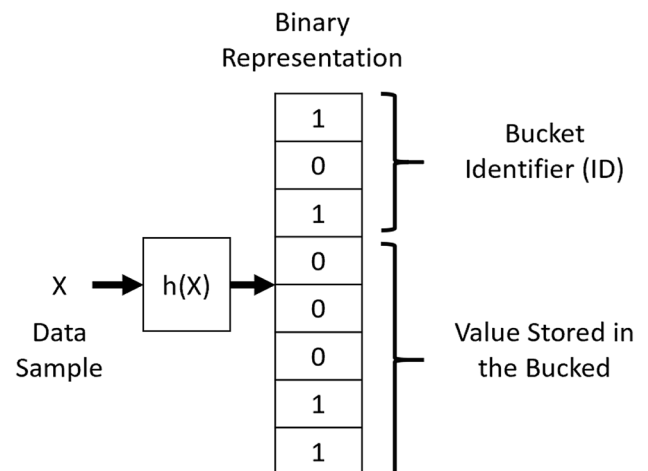 Binary
Representation
1
0
1
0
0
0
1
1
Bucket
Identifier (ID)
X
h(X)
Data
Sample
Value Stored in
the Bucked